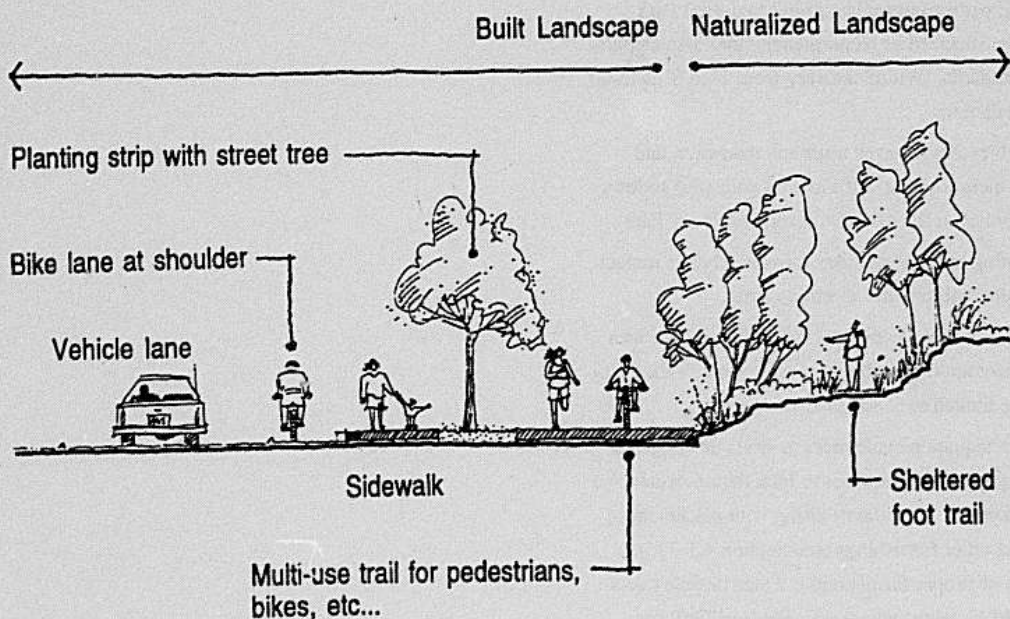 Built Landscape
Naturalized Landscape
Planting strip with street tree
Bike lane at shoulder
Vehicle lane
Sidewalk
Sheltered
foot trail
Multi-use trail for pedestrians,
bikes, etc...